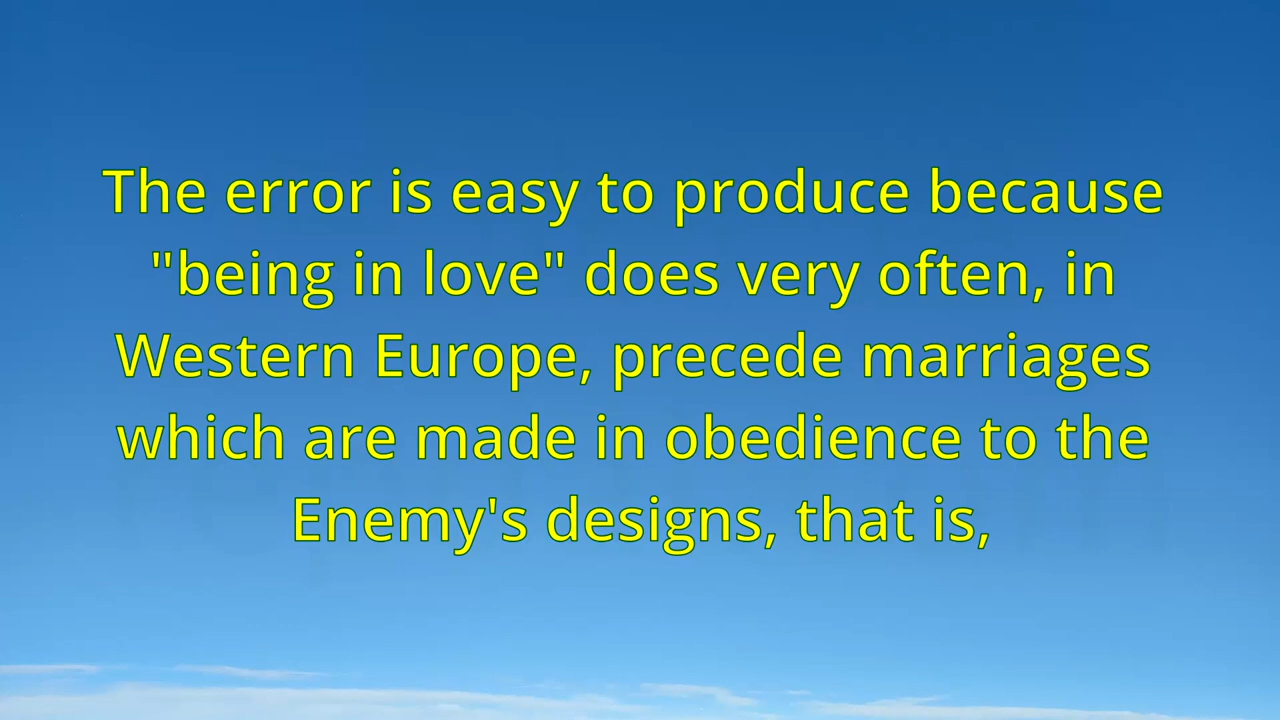 The error is easy to produce because
"being in love" does very often, in
Western Europe, precede marriages
which are made in obedience to the
Enemy's designs, that is,